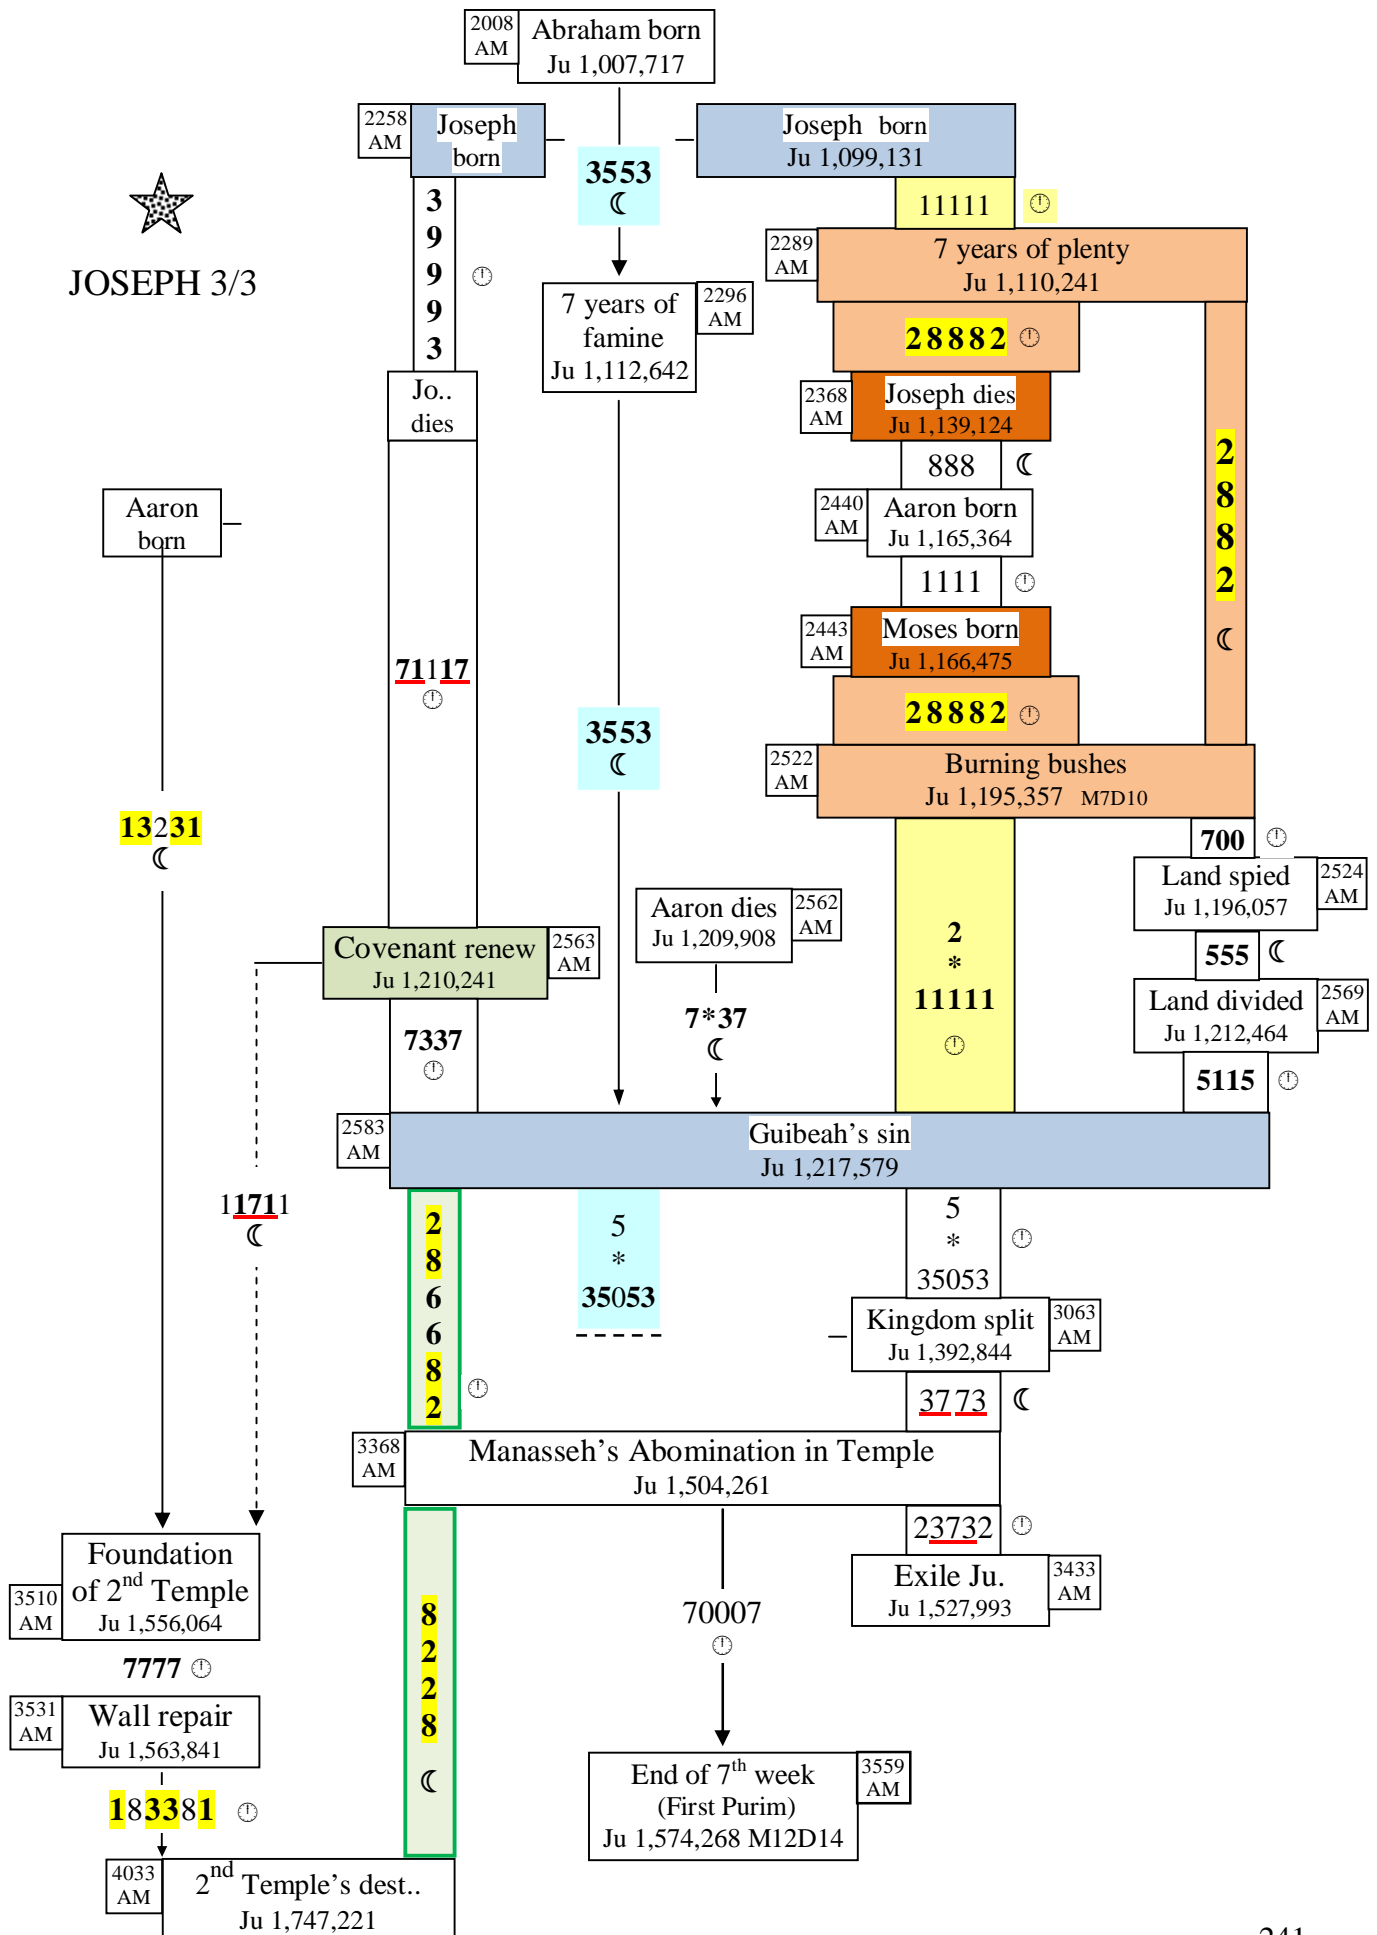 2008
AM
Abraham born
Ju 1,007,717
2258
AM
Joseph
born
Joseph born
Ju 1,099,131
3553
☾
JOSEPH 3/3
3
9
9
9
3
11111
2289
AM
7 years of plenty
Ju 1,110,241
7 years of
famine
Ju 1,112,642
2296
AM
28882
Jo..
dies
2368
AM
Joseph dies
Ju 1,139,124
888 ☾
2
8
8
2
☾
Aaron
born
2440
AM
Aaron born
Ju 1,165,364
1111
2443
AM
Moses born
Ju 1,166,475
71117
28882
3553
☾
2522
AM
Burning bushes
Ju 1,195,357 M7D10
13231
☾
700
Land spied
Ju 1,196,057
2524
AM
Aaron dies
Ju 1,209,908
2562
AM
Covenant renew
Ju 1,210,241
2563
AM
2
*
11111
555 ☾
Land divided
Ju 1,212,464
2569
AM
7337
7*37
☾
5115
2583
AM
Guibeah's sin
Ju 1,217,579
11711
☾
2
8
6
6
8
2
5
*
35053
5
*
35053
Kingdom split
Ju 1,392,844
3063
AM
3773 ☾
3368
AM
Manasseh's Abomination in Temple
Ju 1,504,261
23732
Foundation
of 2nd Temple
Ju 1,556,064
3510
AM
Exile Ju.
Ju 1,527,993
3433
AM
8
2
2
8
☾
70007
7777
3531
AM
Wall repair
Ju 1,563,841
183381
End of 7th week
(First Purim)
Ju 1,574,268 M12D14
3559
AM
4033
AM
2nd Temple's dest..
Ju 1,747,221
241